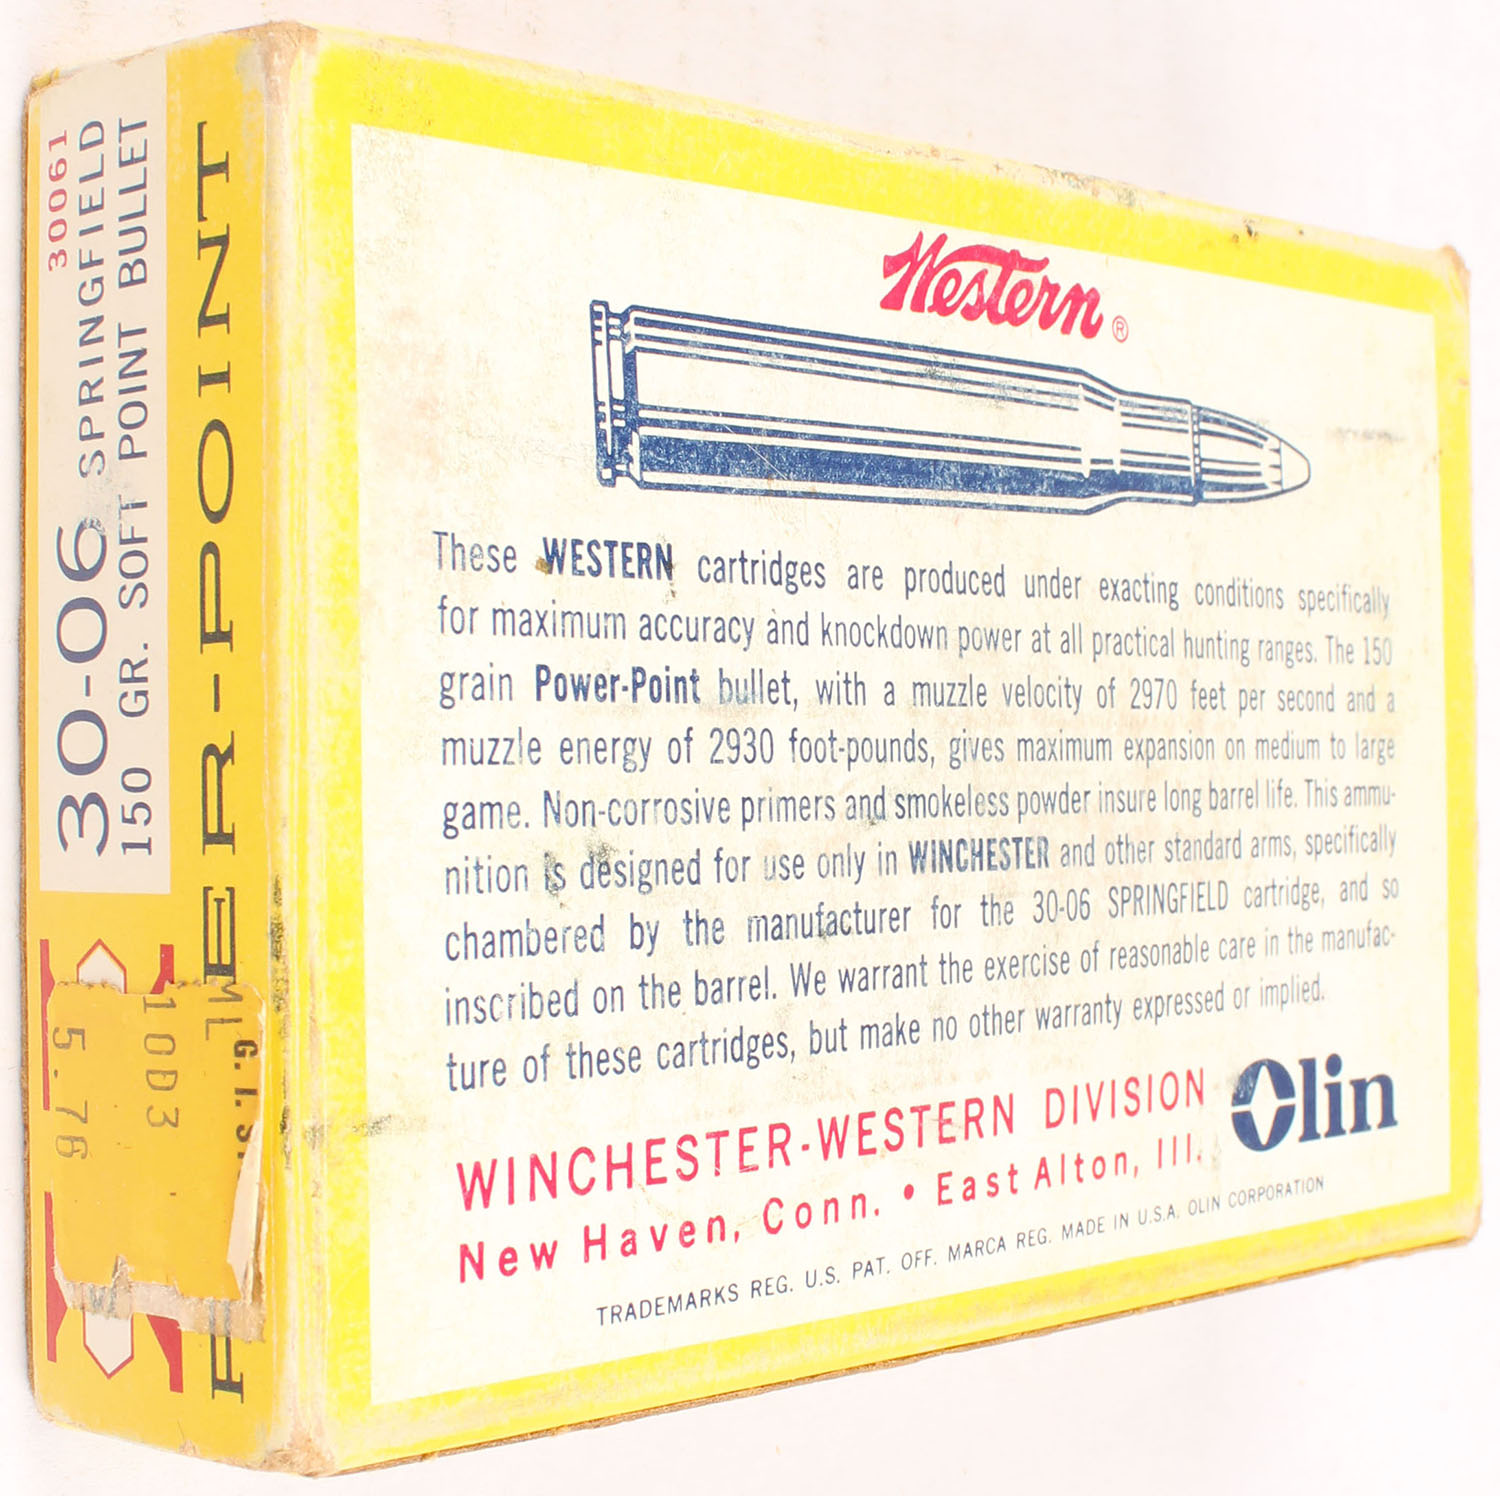 30061
30-06 SPRINGFIELD
150 GR. SOFT POINT BULLET
ER-POINT
ML
G. I.
10D3
5.76
Western®
These WESTERN cartridges are produced under exacting conditions specifically
for maximum accuracy and knockdown power at all practical hunting ranges. The 150
grain Power-Point bullet, with a muzzle velocity of 2970 feet per second and a
muzzle energy of 2930 foot-pounds, gives maximum expansion on medium to large
game. Non-corrosive primers and smokeless powder insure long barrel life. This ammu-
nition is designed for use only in WINCHESTER and other standard arms, specifically
chambered by the manufacturer for the 30-06 SPRINGFIELD cartridge, and so
inscribed on the barrel. We warrant the exercise of reasonable care in the manufac-
ture of these cartridges, but make no other warranty expressed or implied.
WINCHESTER-WESTERN DIVISION
New Haven, Conn. • East Alton, Ill.
Olin
TRADEMARKS REG. U.S. PAT. OFF. MARCA REG. MADE IN U.S.A. OLIN CORPORATION